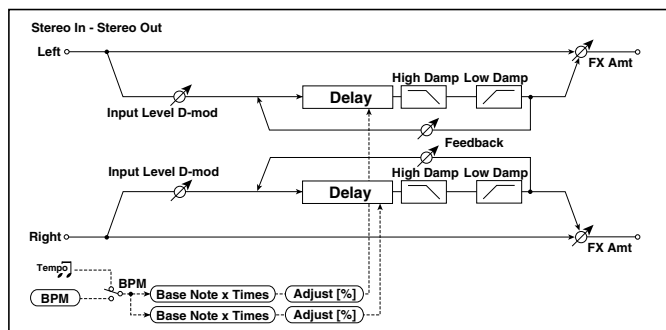 Stereo In - Stereo Out
Left
FX Amt
High Damp
Low Damp
Delay
Input Level D-mod
Feedback
Input Level D-mod
High Damp
Low Damp
Delay
Right
FX Amt
Tempo
BPM
BPM
Base Note x Times
Adjust [%]
Base Note x Times
Adjust [%]